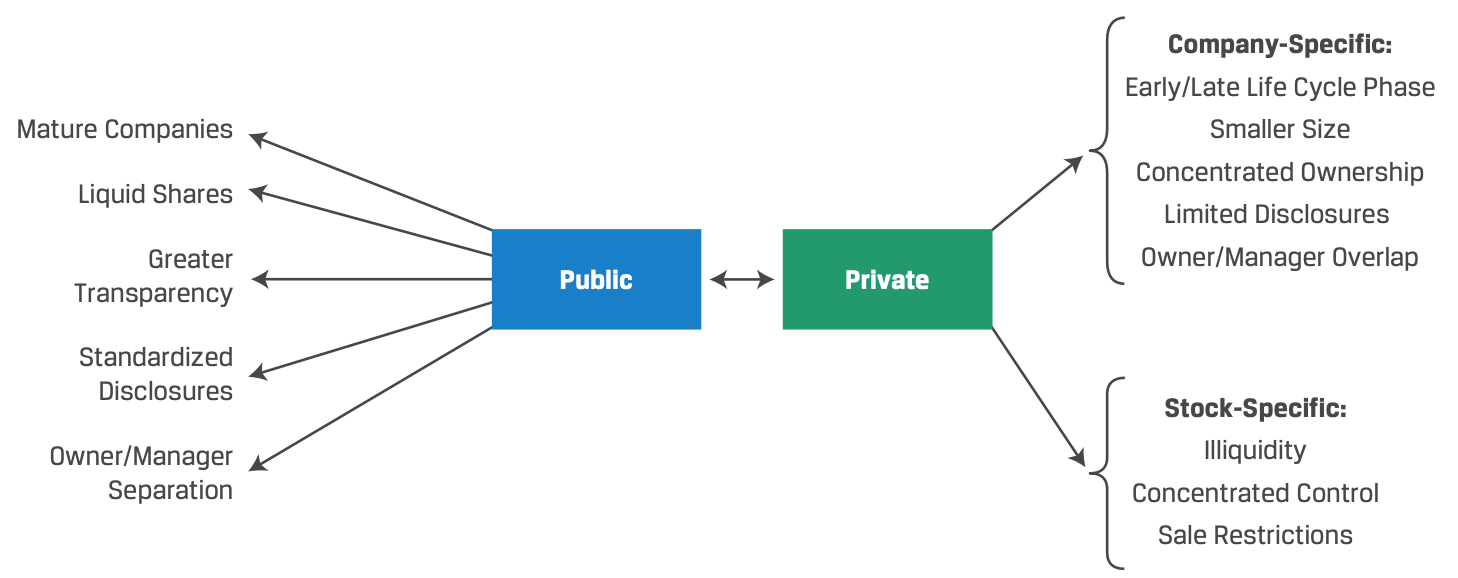 Mature Companies
Liquid Shares
Greater
Transparency
Standardized
Disclosures
Owner/Manager
Separation
Public
Private
Company-Specific:
Early/Late Life Cycle Phase
Smaller Size
Concentrated Ownership
Limited Disclosures
Owner/Manager Overlap
Stock-Specific:
Illiquidity
Concentrated Control
Sale Restrictions